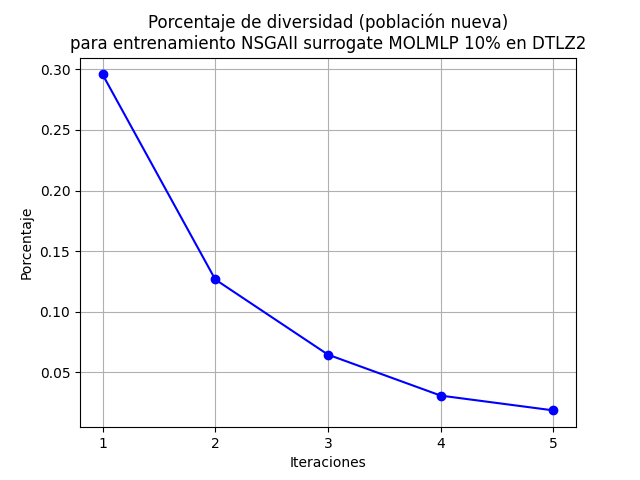 Porcentaje de diversidad (población nueva)
para entrenamiento NSGAII surrogate MOLMLP 10% en DTLZ2
0.30
0.25
0.20
0.15
0.10
0.05
Porcentaje
1 2 3 4 5
Iteraciones